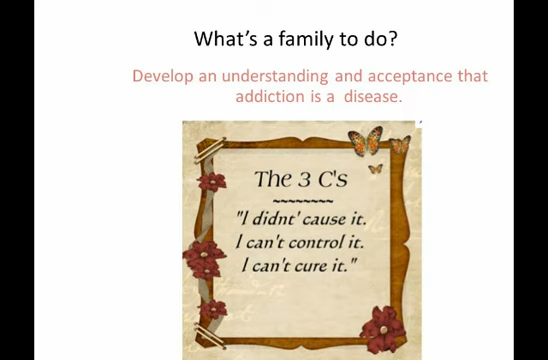 What's a family to do?
Develop an understanding and acceptance that
addiction is a disease.
The 3 C's
~~~~~~~~
"I didnt' cause it.
I can't control it.
I can't cure it."